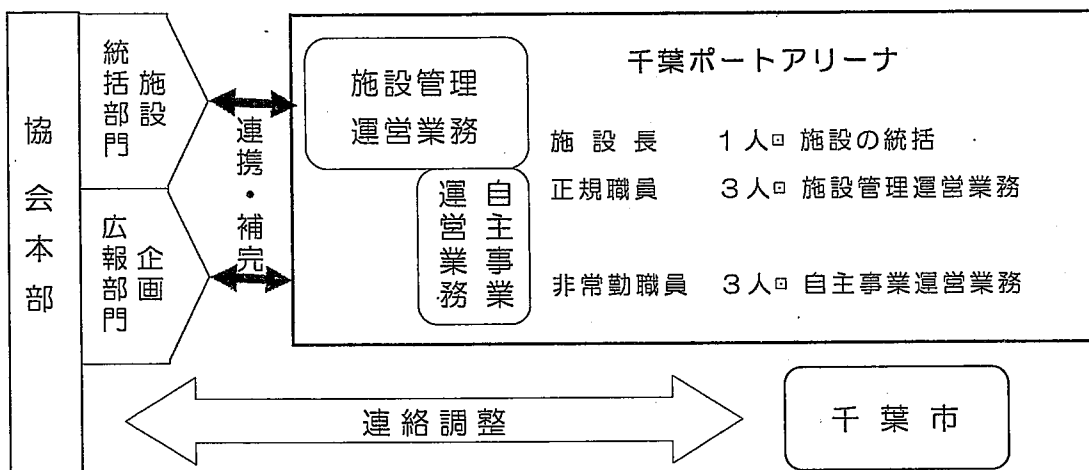 協会本部
施設
統括部門
企画
広報部門
連携・補完
千葉ポートアリーナ
施設管理
運営業務
自主事業
運営業務
施設長 1人□ 施設の統括
正規職員 3人□ 施設管理運営業務
非常勤職員 3人□ 自主事業運営業務
連絡調整
千葉市